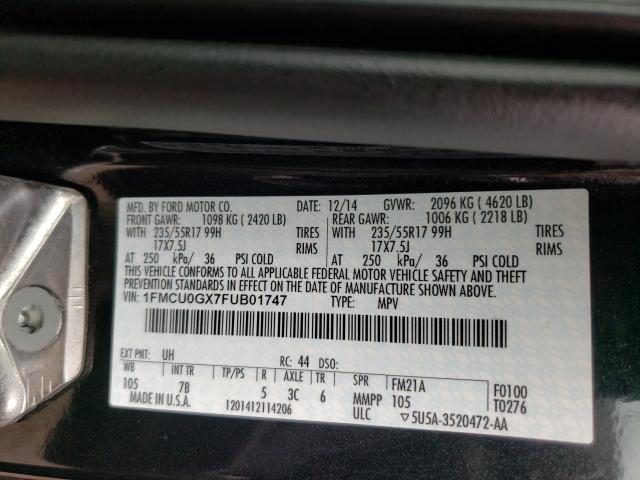 MFD. BY FORD MOTOR CO. DATE: 12/14 GVWR: 2096 KG ( 4620 LB)
FRONT GAWR: 1098 KG ( 2420 LB) REAR GAWR: 1006 KG ( 2218 LB)
WITH 235/55R17 99H TIRES WITH 235/55R17 99H TIRES
17X7.5J RIMS 17X7.5J RIMS
AT 250 kPa/ 36 PSI COLD AT 250 kPa/ 36 PSI COLD
THIS VEHICLE CONFORMS TO ALL APPLICABLE FEDERAL MOTOR VEHICLE SAFETY AND THEFT
PREVENTION STANDARDS IN EFFECT ON THE DATE OF MANUFACTURE SHOWN ABOVE.
VIN: 1FMCU0GX7FUB01747 TYPE: MPV
EXT PNT: UH RC: 44 DSO:
WB INT TR TP/PS R AXLE TR SPR FM21A F0100
105 7B 5 3C 6 MMPP 105 T0276
1201412114206 ULC ▽5U5A-3520472-AA